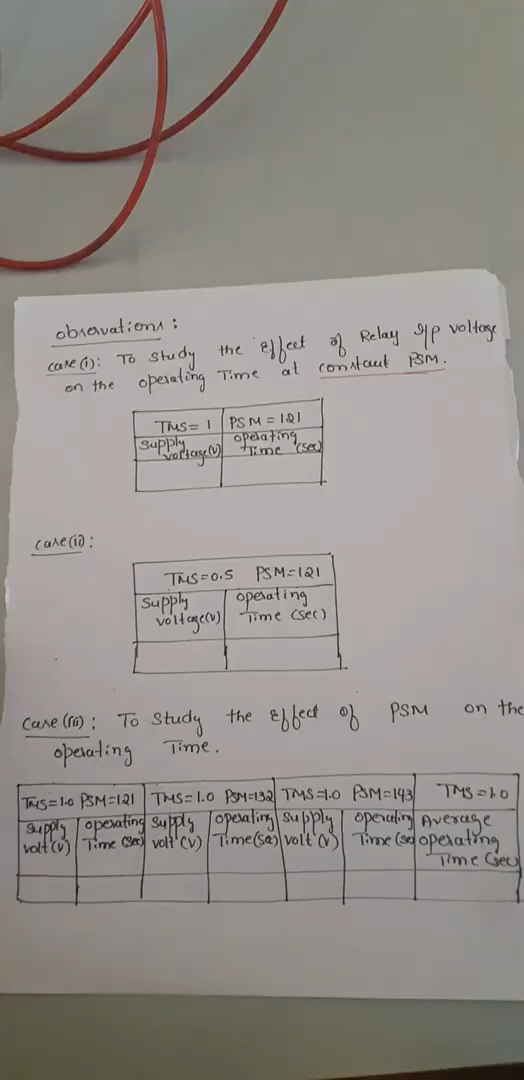 observations:
case(i): To study the effect of Relay I/p voltage
on the operating Time at constant PSM.
TMS=1 PSM=121
supply voltage(v) operating Time (sec)
case(ii):
TMS=0.5 PSM=121
supply voltage(v) operating Time (sec)
case(iii): To study the effect of PSM on the
operating Time.
TMS=1.0 PSM=121 TMS=1.0 PSM=132 TMS=1.0 PSM=143 TMS=1.0
supply operating supply operating supply operating Average
volt(v) Time(sec) volt(v) Time(sec) volt(v) Time(sec) operating
Time (sec)